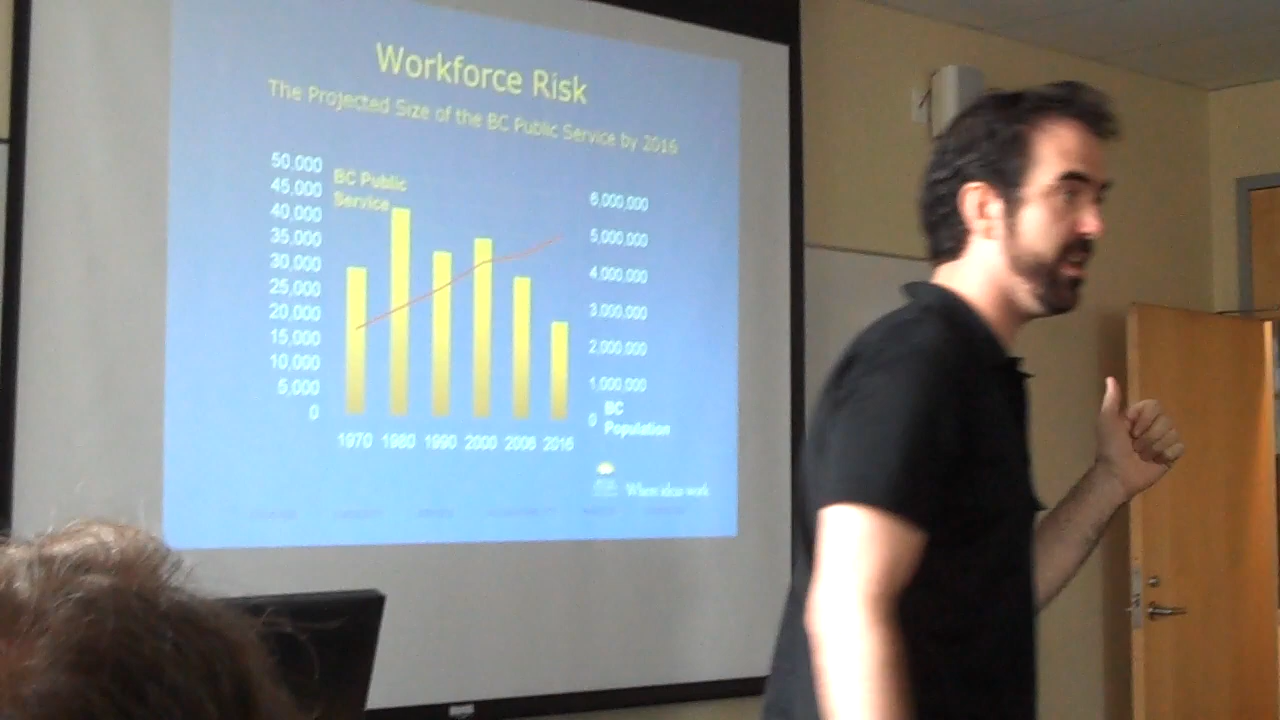 Workforce Risk
The Projected Size of the BC Public Service by 2016
50,000
45,000
40,000
35,000
30,000
25,000
20,000
15,000
10,000
5,000
0
BC Public
Service
6,000,000
5,000,000
4,000,000
3,000,000
2,000,000
1,000,000
0
BC
Population
1970 1980 1990 2000 2006 2016
Where ideas work